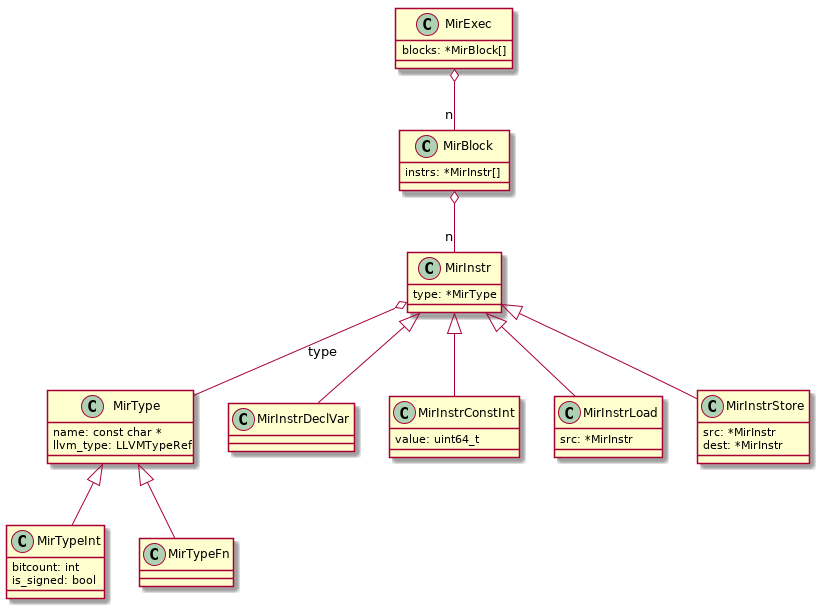 C MirExec
blocks: *MirBlock[]
n
C MirBlock
instrs: *MirInstr[]
n
C MirInstr
type: *MirType
type
C MirType
name: const char *
llvm_type: LLVMTypeRef
C MirInstrDeclVar
C MirInstrConstInt
value: uint64_t
C MirInstrLoad
src: *MirInstr
C MirInstrStore
src: *MirInstr
dest: *MirInstr
C MirTypeInt
bitcount: int
is_signed: bool
C MirTypeFn